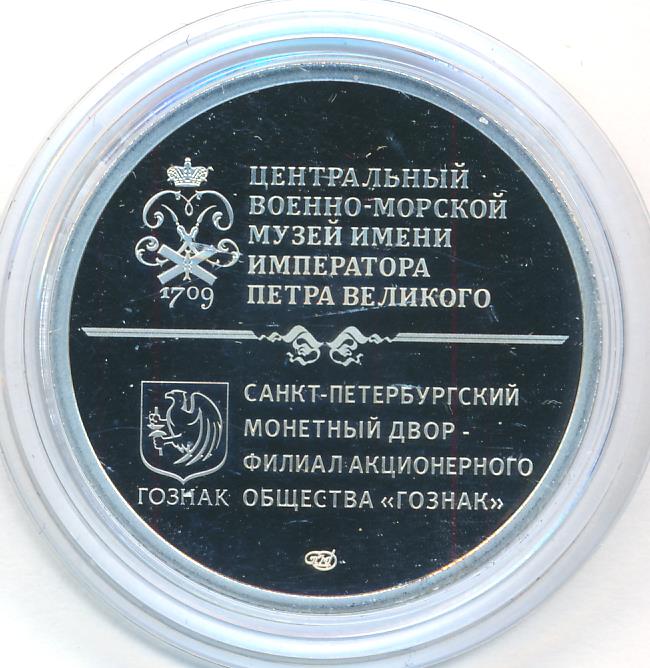 ЦЕНТРАЛЬНЫЙ
ВОЕННО-МОРСКОЙ
МУЗЕЙ ИМЕНИ
ИМПЕРАТОРА
ПЕТРА ВЕЛИКОГО
1709
САНКТ-ПЕТЕРБУРГСКИЙ
МОНЕТНЫЙ ДВОР -
ФИЛИАЛ АКЦИОНЕРНОГО
ОБЩЕСТВА «ГОЗНАК»
ГОЗНАК